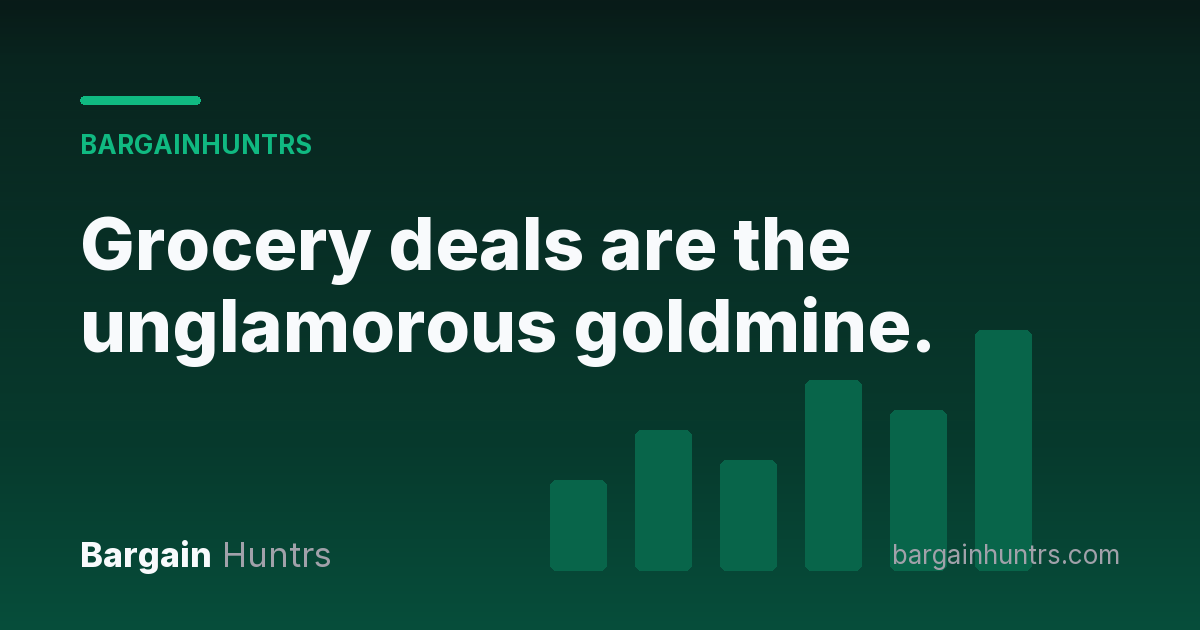 BARGAINHUNTRS
Grocery deals are the
unglamorous goldmine.
Bargain Huntrs
bargainhuntrs.com